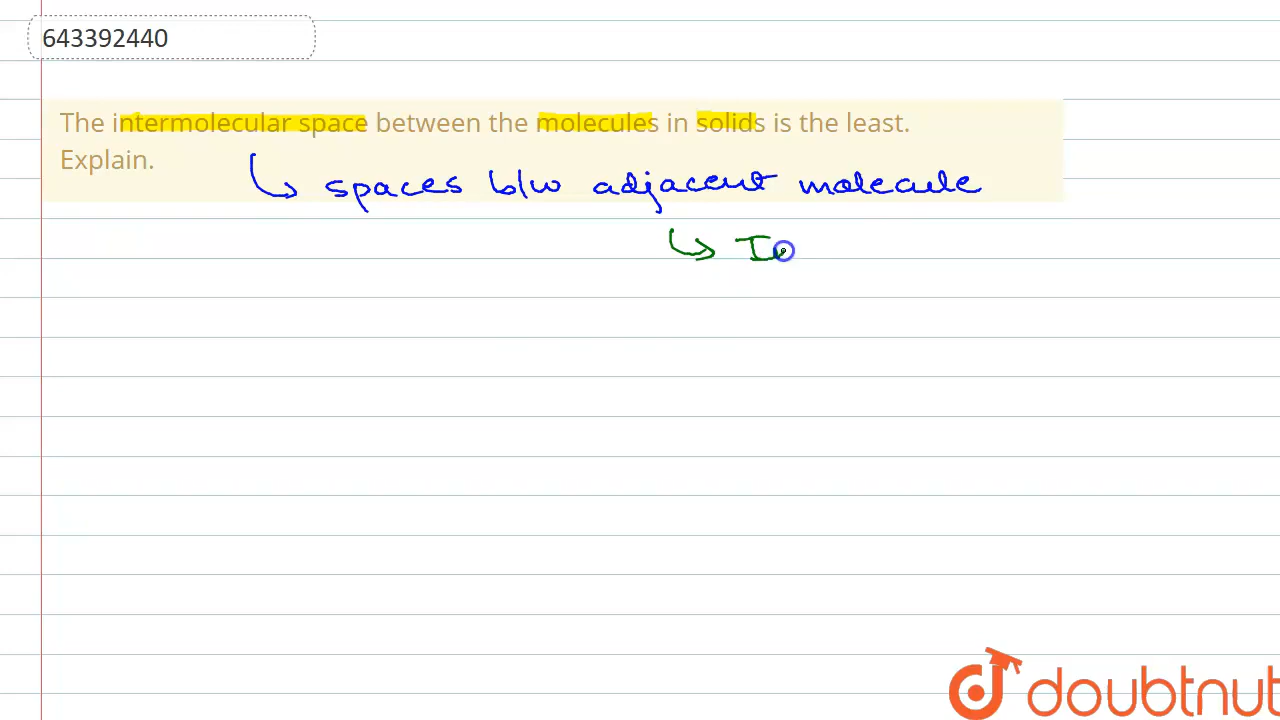 643392440
The intermolecular space between the molecules in solids is the least.
Explain.
↳ spaces b/w adjacent molecule
↳ I
doubtnut